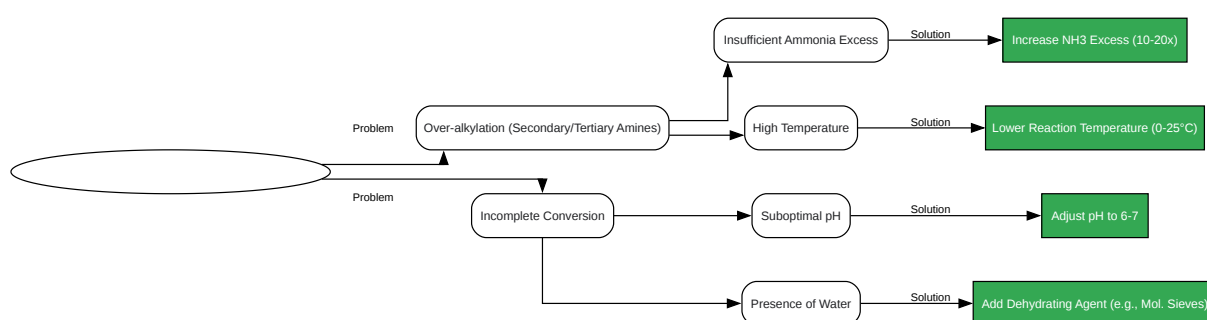 Insufficient Ammonia Excess
Solution
Increase NH3 Excess (10-20x)
Problem
Over-alkylation (Secondary/Tertiary Amines)
High Temperature
Solution
Lower Reaction Temperature (0-25°C)
Problem
Incomplete Conversion
Suboptimal pH
Solution
Adjust pH to 6-7
Presence of Water
Solution
Add Dehydrating Agent (e.g., Mol. Sieves)